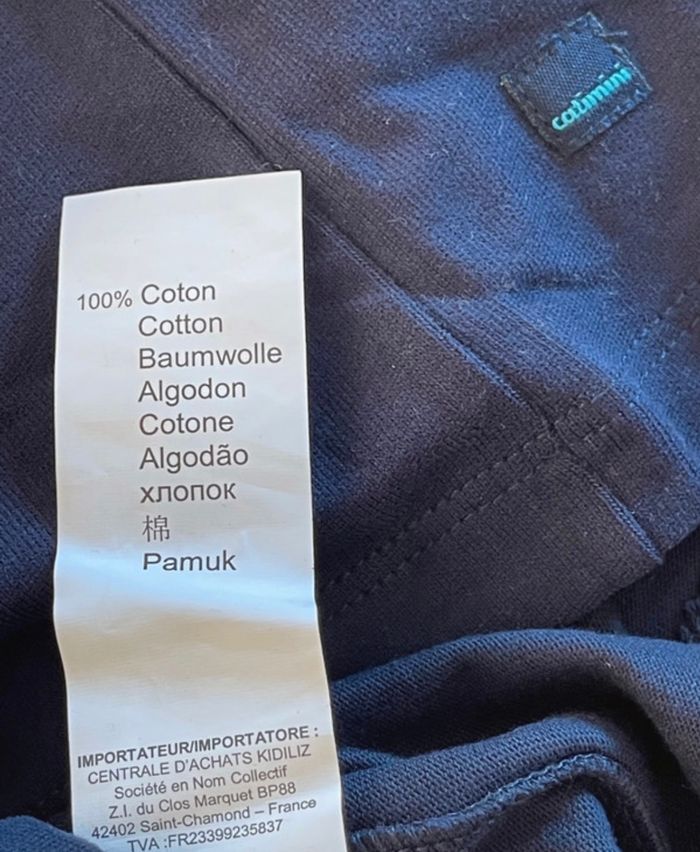 catimini
100% Coton
Cotton
Baumwolle
Algodon
Cotone
Algodão
хлопок
棉
Pamuk
IMPORTATEUR/IMPORTATORE :
CENTRALE D'ACHATS KIDILIZ
Société en Nom Collectif
Z.I. du Clos Marquet BP88
42402 Saint-Chamond – France
TVA :FR23399235837